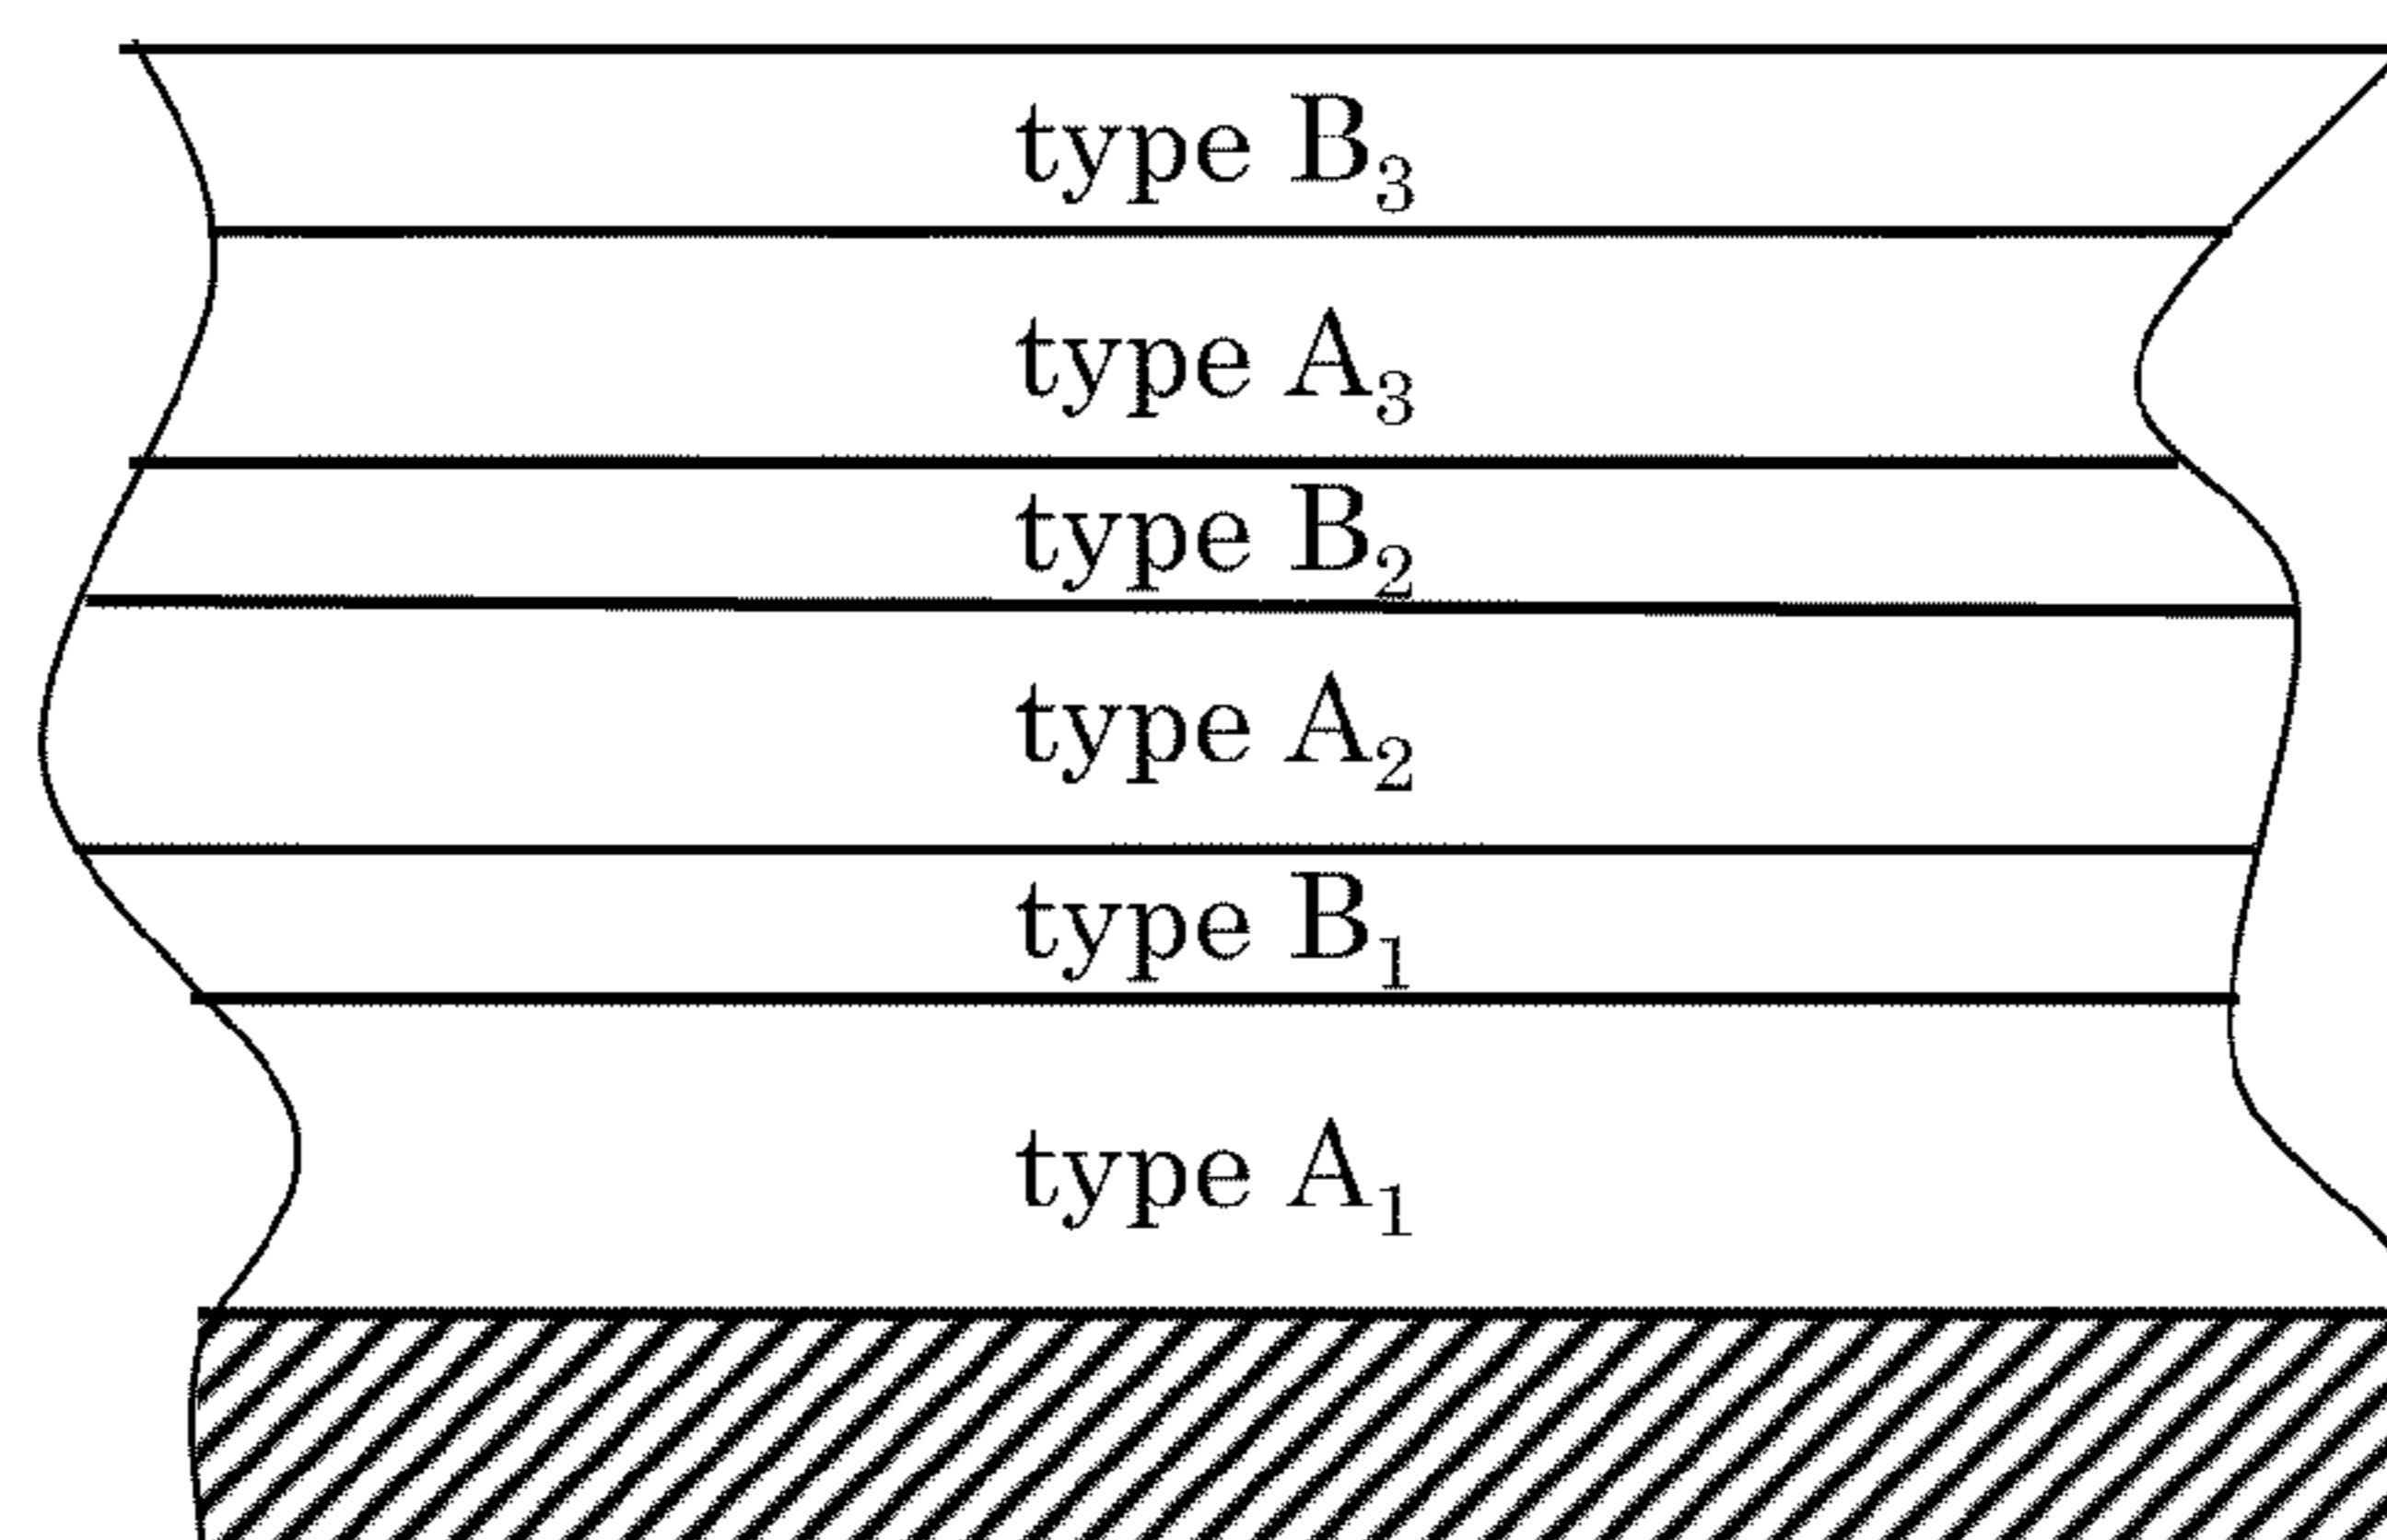 type B₃
type A₃
type B₂
type A₂
type B₁
type A₁